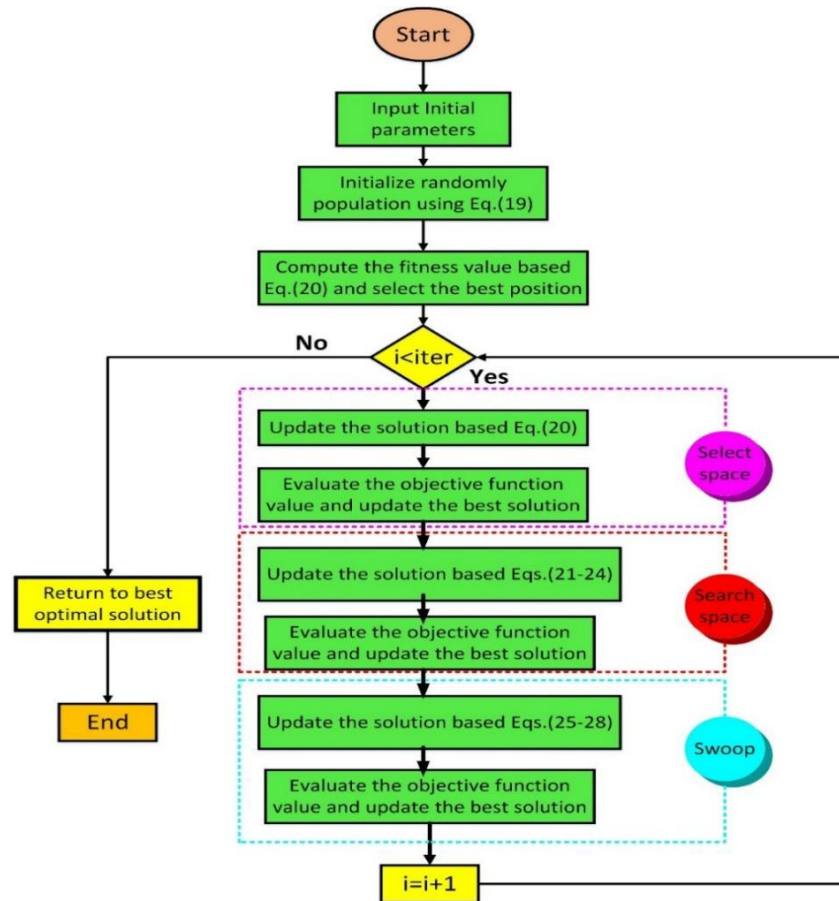 Start
Input Initial
parameters
Initialize randomly
population using Eq.(19)
Compute the fitness value based
Eq.(20) and select the best position
No
i<iter
Yes
Update the solution based Eq.(20)
Select
space
Evaluate the objective function
value and update the best solution
Update the solution based Eqs.(21-24)
Search
space
Return to best
optimal solution
Evaluate the objective function
value and update the best solution
End
Update the solution based Eqs.(25-28)
Swoop
Evaluate the objective function
value and update the best solution
i=i+1